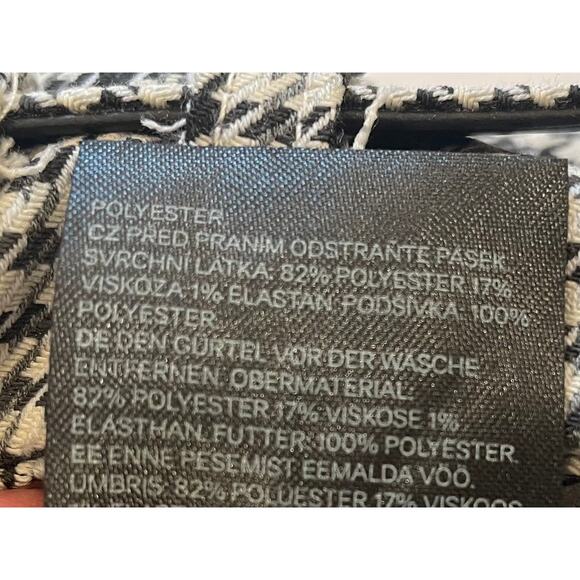 POLYESTER.
CZ PŘED PRANÍM ODSTRAŇTE PÁSEK.
SVRCHNÍ LÁTKA: 82% POLYESTER 17%
VISKÓZA: 1% ELASTAN. PODŠÍVKA: 100%
POLYESTER.
DE DEN GÜRTEL VOR DER WÄSCHE
ENTFERNEN. OBERMATERIAL:
82% POLYESTER 17% VISKOSE 1%
ELASTHAN. FUTTER: 100% POLYESTER.
EE ENNE PESEMIST EEMALDA VÖÖ.
ÜMBRIS: 82% POLÜESTER 17% VISKOOS